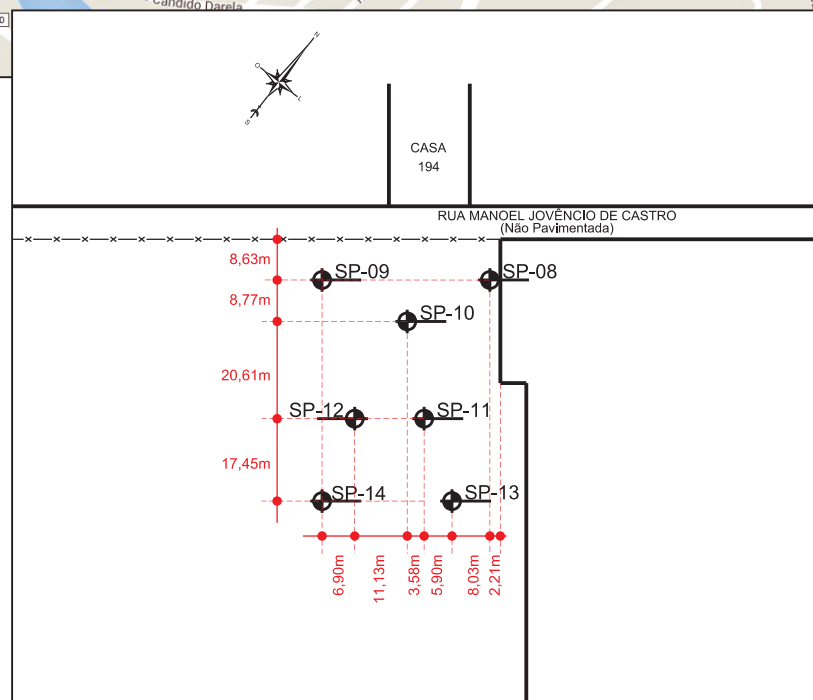 Candido Darela
N
O
L
S
CASA
194
RUA MANOEL JOVÊNCIO DE CASTRO
(Não Pavimentada)
8,63m
SP-09
SP-08
8,77m
SP-10
20,61m
SP-12
SP-11
17,45m
SP-14
SP-13
6,90m
11,13m
3,58m
5,90m
8,03m
2,21m